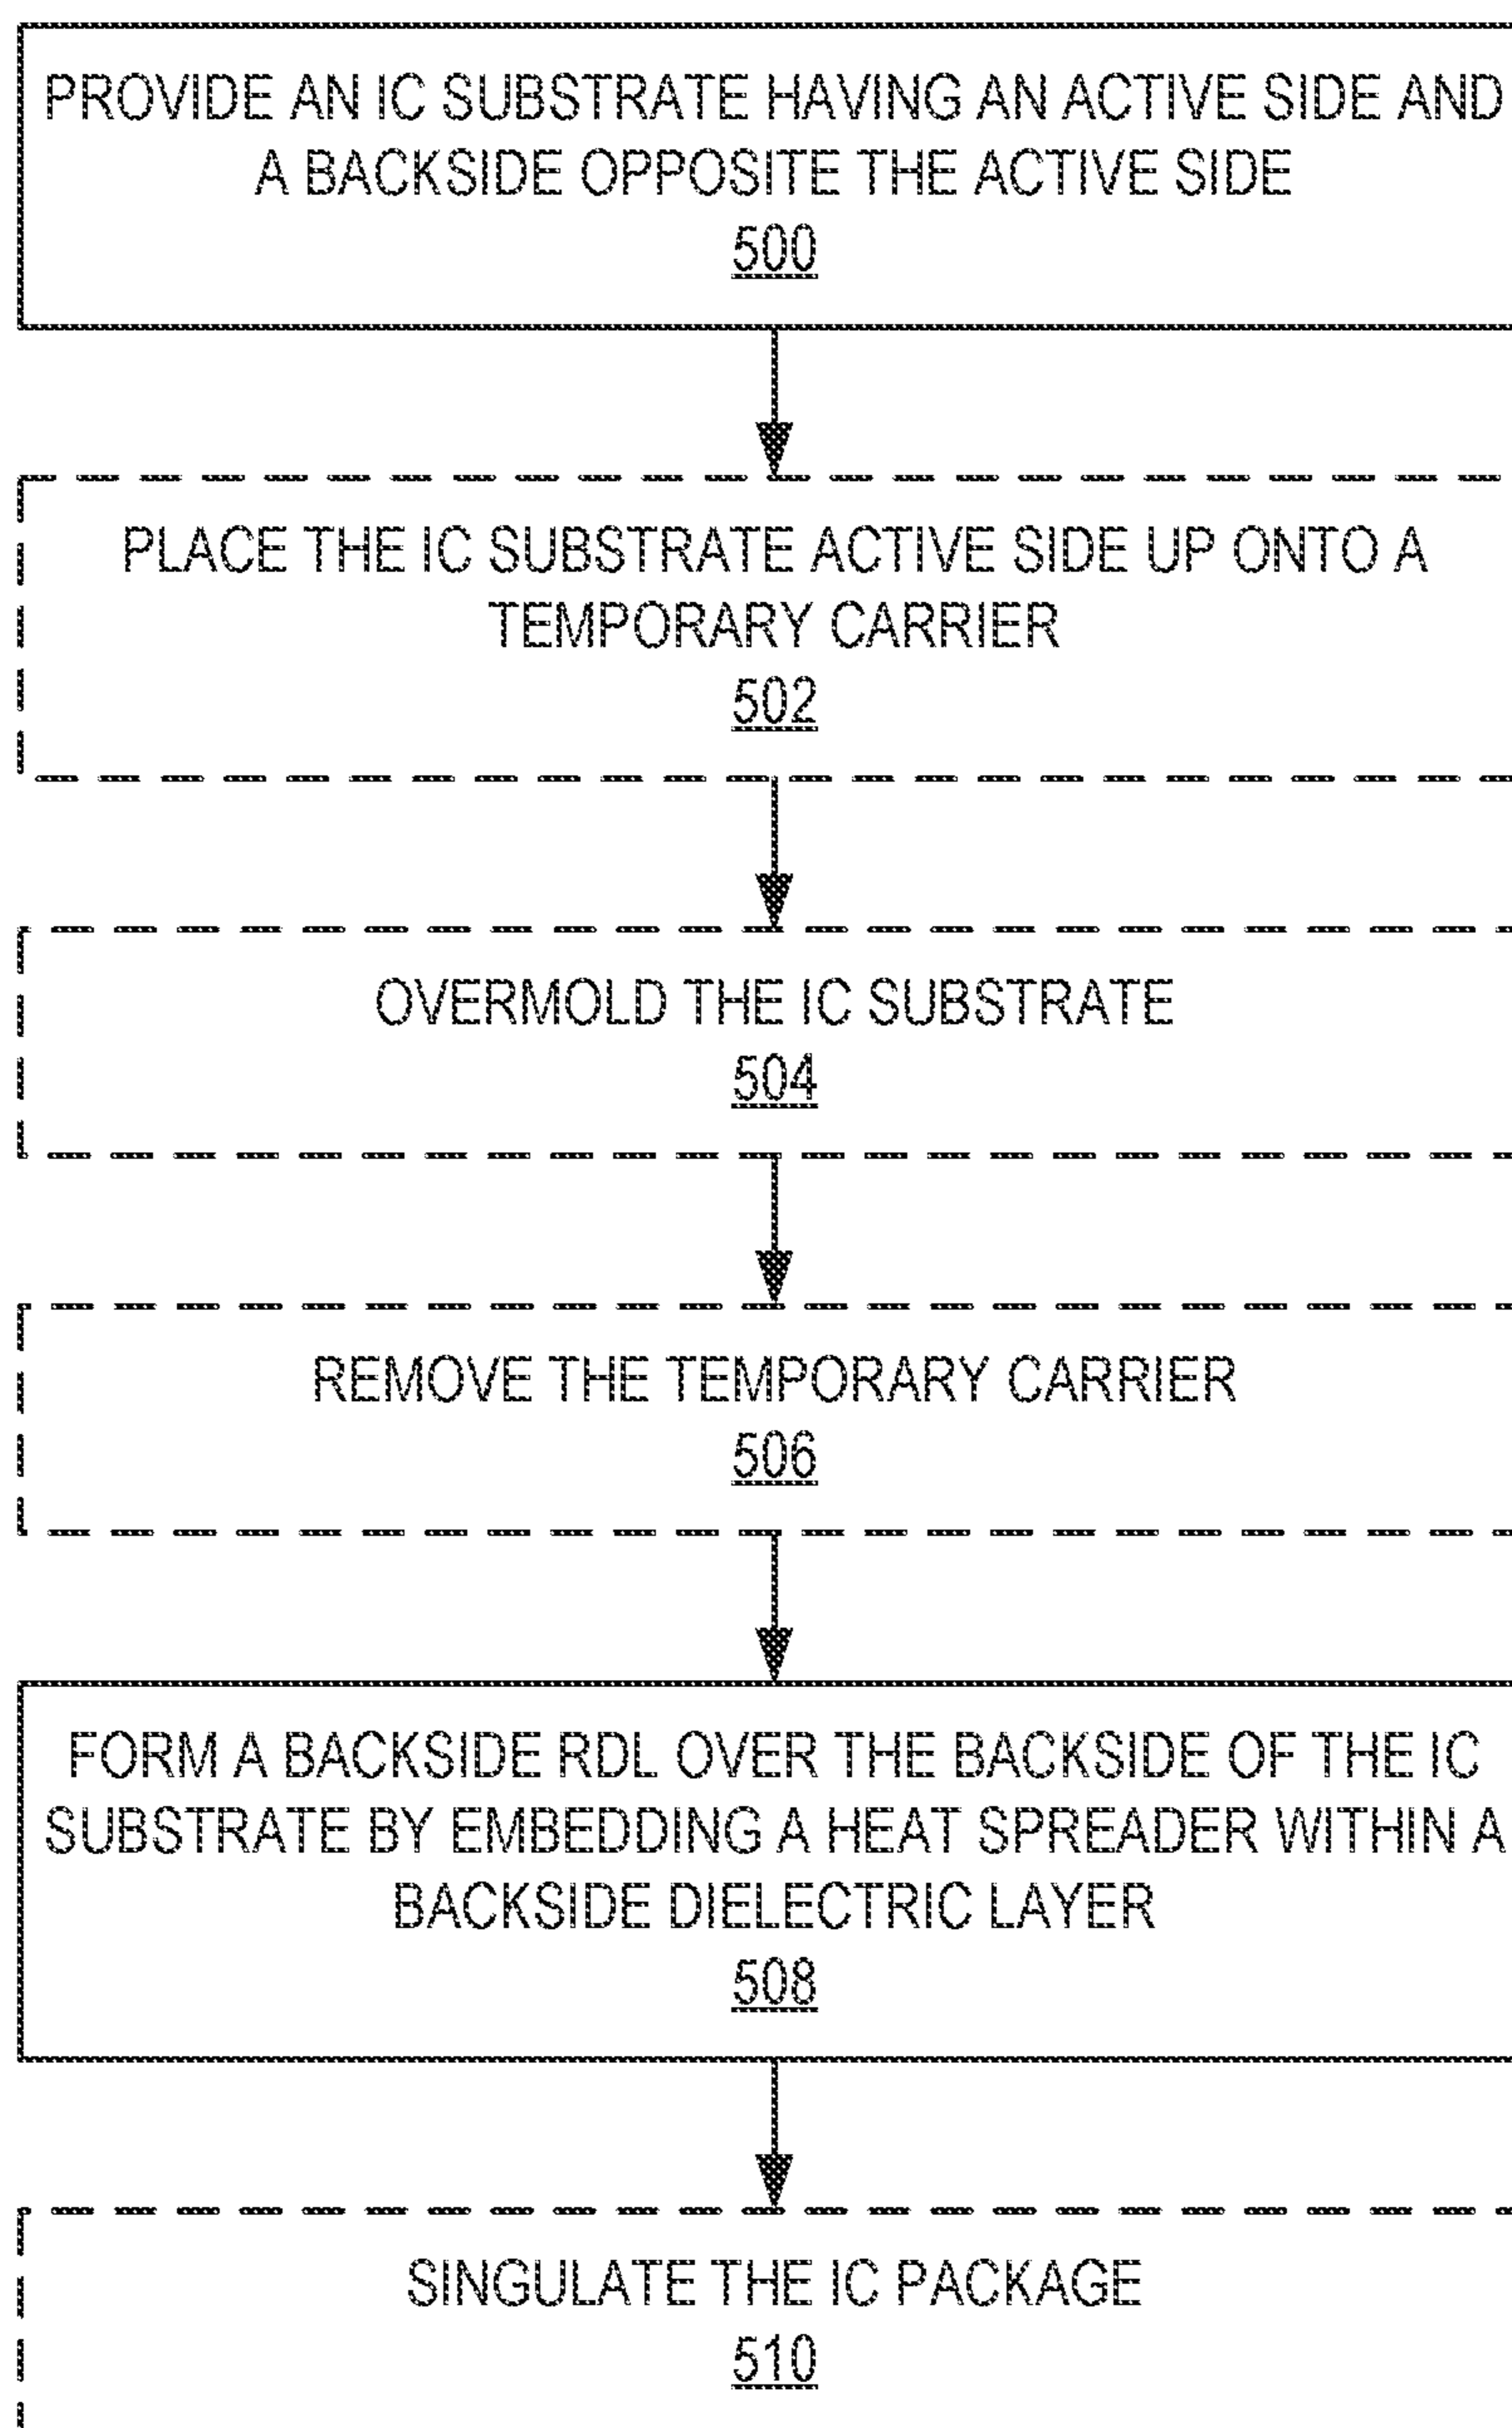 PROVIDE AN IC SUBSTRATE HAVING AN ACTIVE SIDE AND
A BACKSIDE OPPOSITE THE ACTIVE SIDE
500
PLACE THE IC SUBSTRATE ACTIVE SIDE UP ONTO A
TEMPORARY CARRIER
502
OVERMOLD THE IC SUBSTRATE
504
REMOVE THE TEMPORARY CARRIER
506
FORM A BACKSIDE RDL OVER THE BACKSIDE OF THE IC
SUBSTRATE BY EMBEDDING A HEAT SPREADER WITHIN A
BACKSIDE DIELECTRIC LAYER
508
SINGULATE THE IC PACKAGE
510